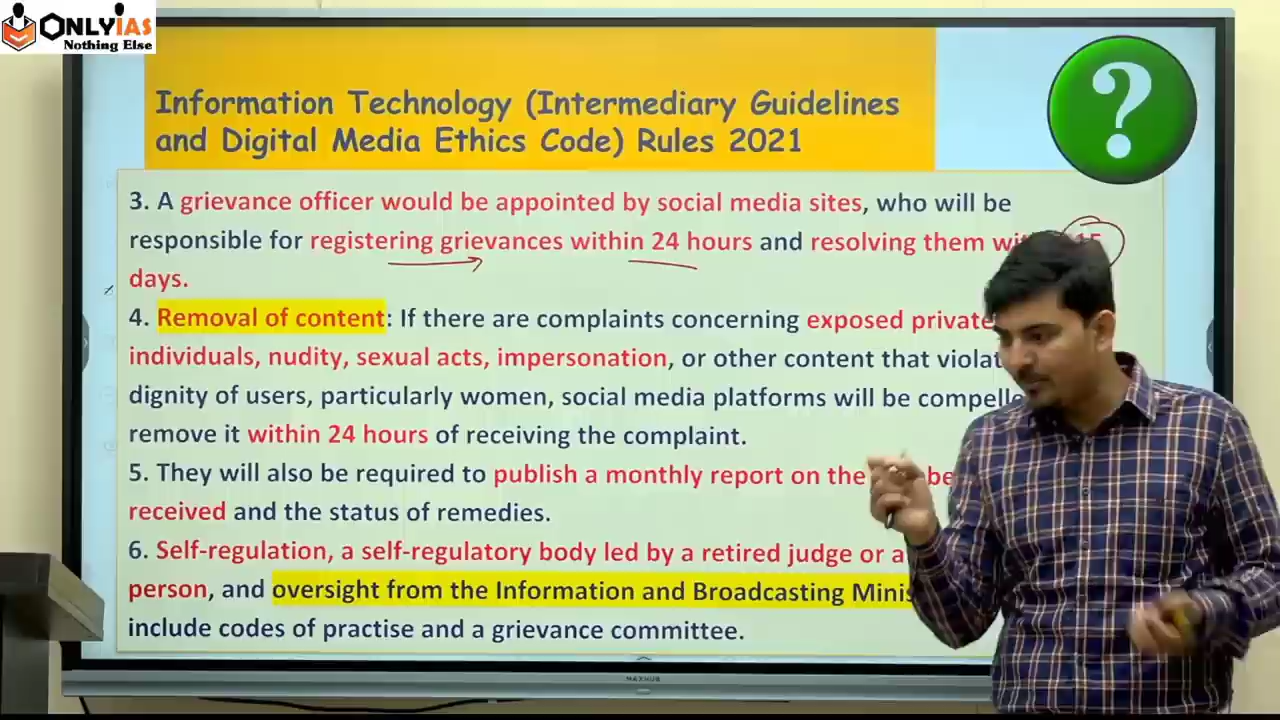 ONLYIAS
Nothing Else
?
Information Technology (Intermediary Guidelines
and Digital Media Ethics Code) Rules 2021
3. A grievance officer would be appointed by social media sites, who will be
responsible for registering grievances within 24 hours and resolving them
days.
4. Removal of content: If there are complaints concerning exposed private
individuals, nudity, sexual acts, impersonation, or other content that
dignity of users, particularly women, social media platforms will be
remove it within 24 hours of receiving the complaint.
5. They will also be required to publish a monthly report on the
received and the status of remedies.
6. Self-regulation, a self-regulatory body led by a retired judge or a
person, and oversight from the Information and Broadcasting
include codes of practise and a grievance committee.
MAXHUB